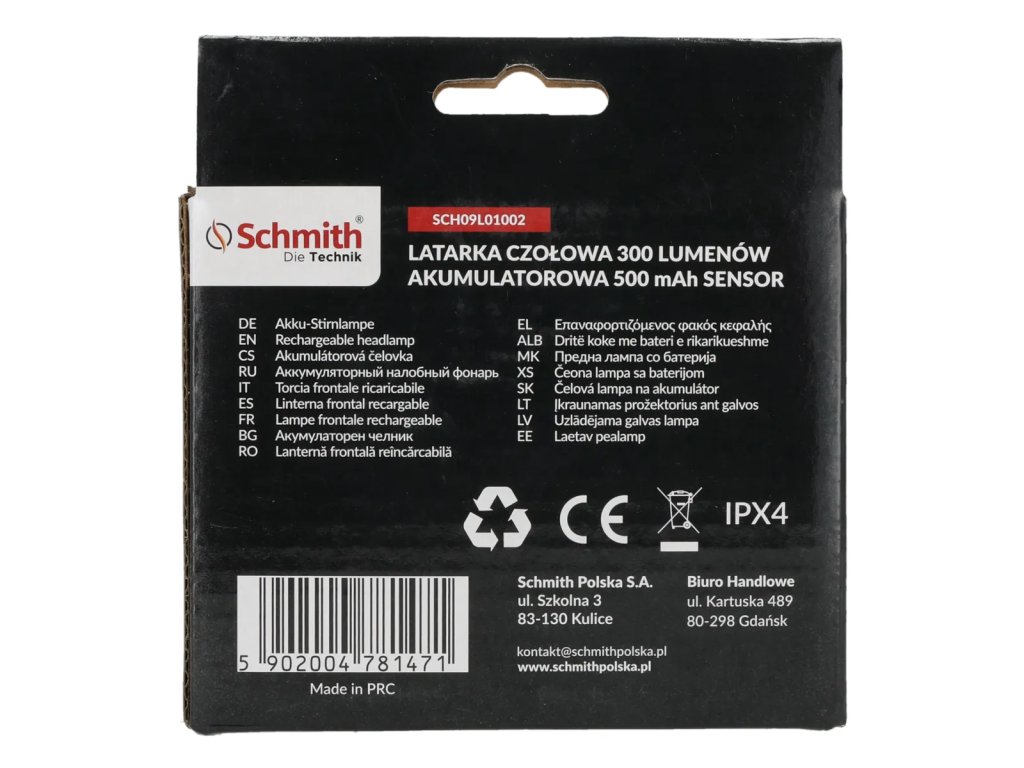 Schmith®
Die Technik
SCH09L01002
LATARKA CZOŁOWA 300 LUMENÓW
AKUMULATOROWA 500 mAh SENSOR
DE Akku-Stirnlampe
EN Rechargeable headlamp
CS Akumulátorová čelovka
RU Аккумуляторный налобный фонарь
IT Torcia frontale ricaricabile
ES Linterna frontal recargable
FR Lampe frontale rechargeable
BG Акумулаторен челник
RO Lanternă frontală reîncărcabilă
EL Επαναφορτιζόμενος φακός κεφαλής
ALB Dritë koke me bateri e rikarikueshme
MK Предна лампа со батерија
XS Čeona lampa sa baterijom
SK Čelová lampa na akumulátor
LT Įkraunamas prožektorius ant galvos
LV Uzlādējama galvas lampa
EE Laetav pealamp
CE
IPX4
5 902004 781471
Made in PRC
Schmith Polska S.A.
ul. Szkolna 3
83-130 Kulice
kontakt@schmithpolska.pl
www.schmithpolska.pl
Biuro Handlowe
ul. Kartuska 489
80-298 Gdańsk